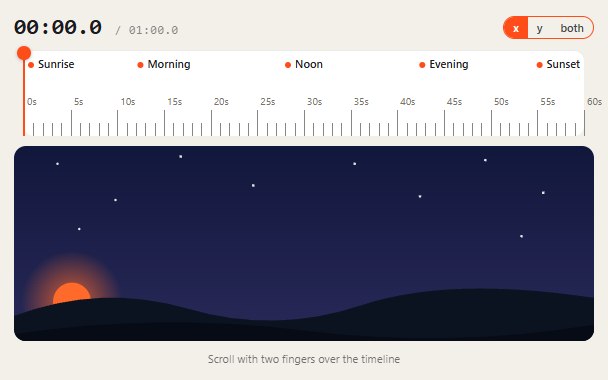 00:00.0 / 01:00.0 x y both
Sunrise Morning Noon Evening Sunset
0s 5s 10s 15s 20s 25s 30s 35s 40s 45s 50s 55s 60s
Scroll with two fingers over the timeline